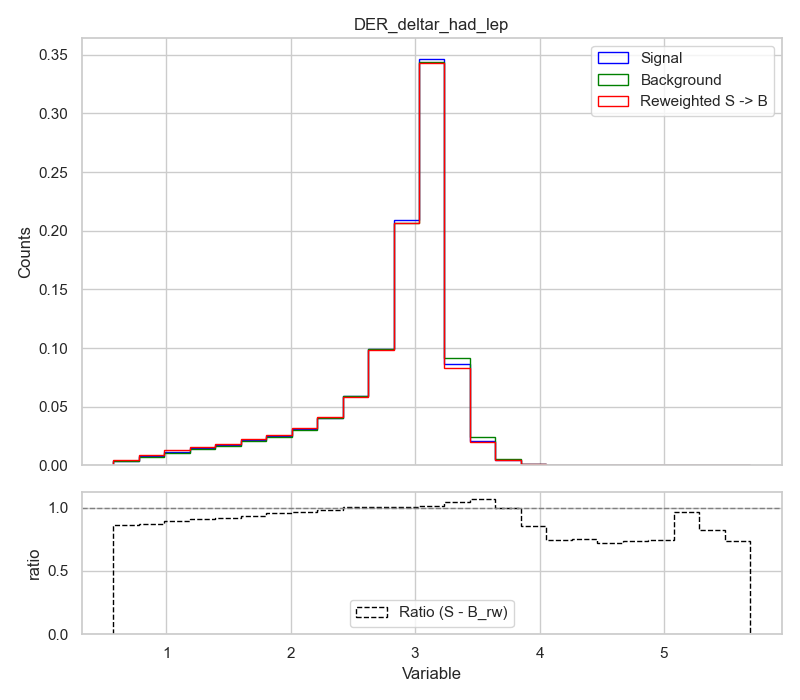 DER_deltar_had_lep
0.35
0.30
0.25
0.20
0.15
0.10
0.05
0.00
Counts
Signal
Background
Reweighted S -> B
1.0
0.5
0.0
ratio
Ratio (S - B_rw)
1 2 3 4 5
Variable